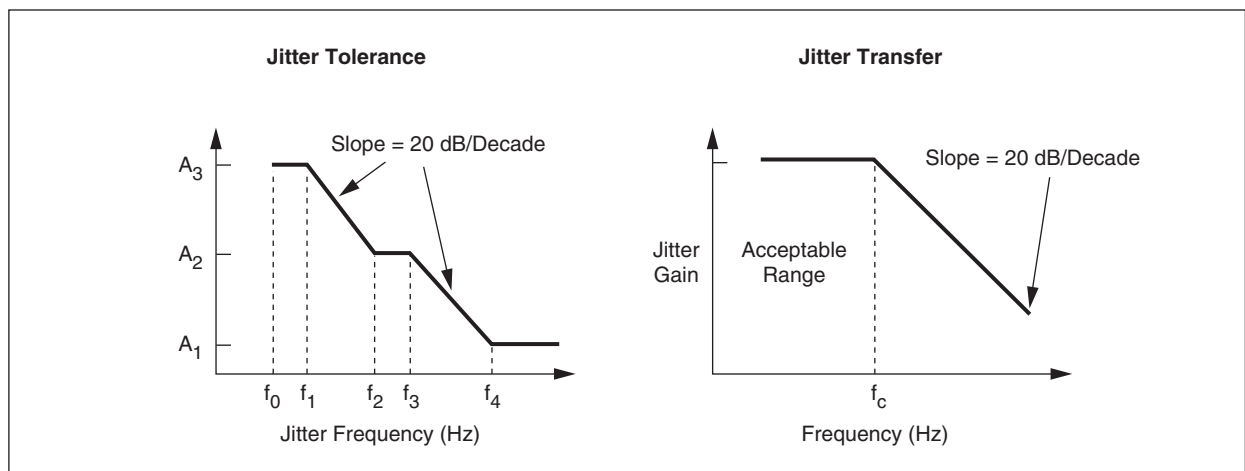 Jitter Tolerance
Slope = 20 dB/Decade
A3
A2
A1
f0 f1 f2 f3 f4
Jitter Frequency (Hz)
Jitter Transfer
Slope = 20 dB/Decade
Jitter
Gain
Acceptable
Range
fc
Frequency (Hz)